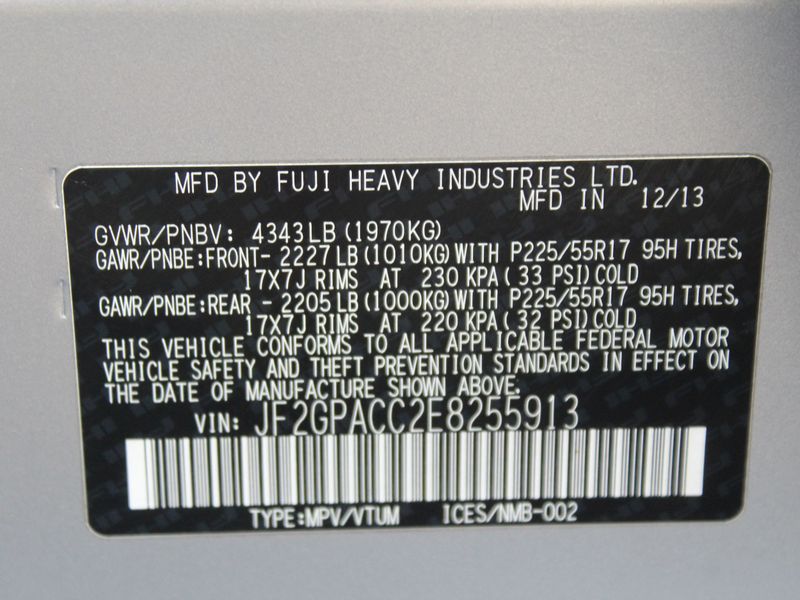 MFD BY FUJI HEAVY INDUSTRIES LTD.
MFD IN 12/13
GVWR/PNBV: 4343LB (1970KG)
GAWR/PNBE:FRONT- 2227 LB (1010KG) WITH P225/55R17 95H TIRES,
17X7J RIMS AT 230 KPA ( 33 PSI) COLD
GAWR/PNBE:REAR - 2205 LB (1000KG) WITH P225/55R17 95H TIRES,
17X7J RIMS AT 220 KPA ( 32 PSI) COLD
THIS VEHICLE CONFORMS TO ALL APPLICABLE FEDERAL MOTOR
VEHICLE SAFETY AND THEFT PREVENTION STANDARDS IN EFFECT ON
THE DATE OF MANUFACTURE SHOWN ABOVE.
VIN: JF2GPACC2E8255913
TYPE:MPV/VTUM ICES/NMB-002